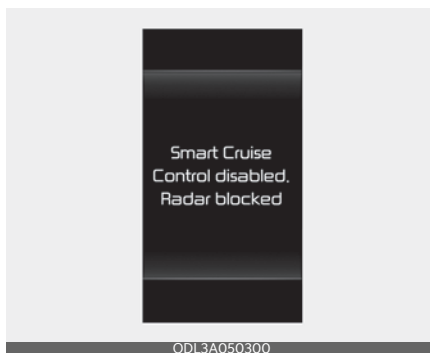 Smart Cruise
Control disabled.
Radar blocked
ODL3A050300